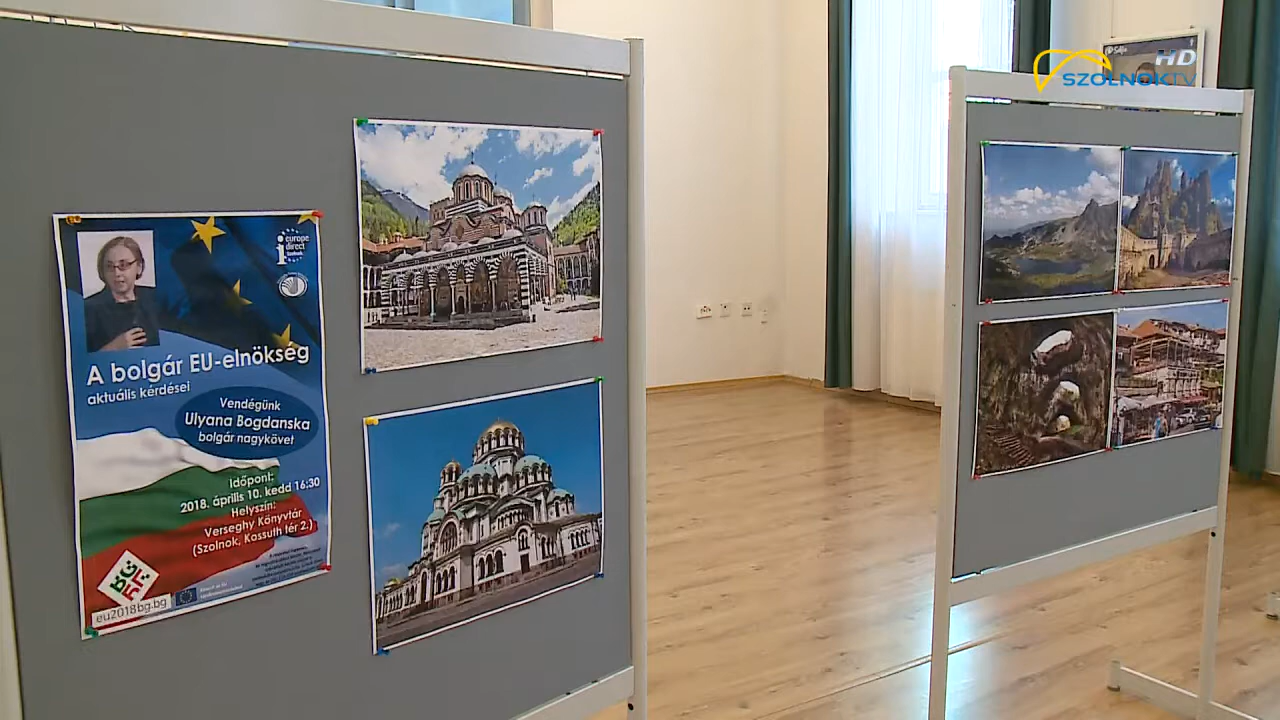 HD
SZOLNOKTV
europe
direct
A bolgár EU-elnökség
aktuális kérdései
Vendégünk
Ulyana Bogdanska
bolgár nagykövet
Időpont:
2018. április 10. kedd 16:30
Helyszín:
Verseghy Könyvtár
(Szolnok, Kossuth tér 2.)
eu2018bg.bg